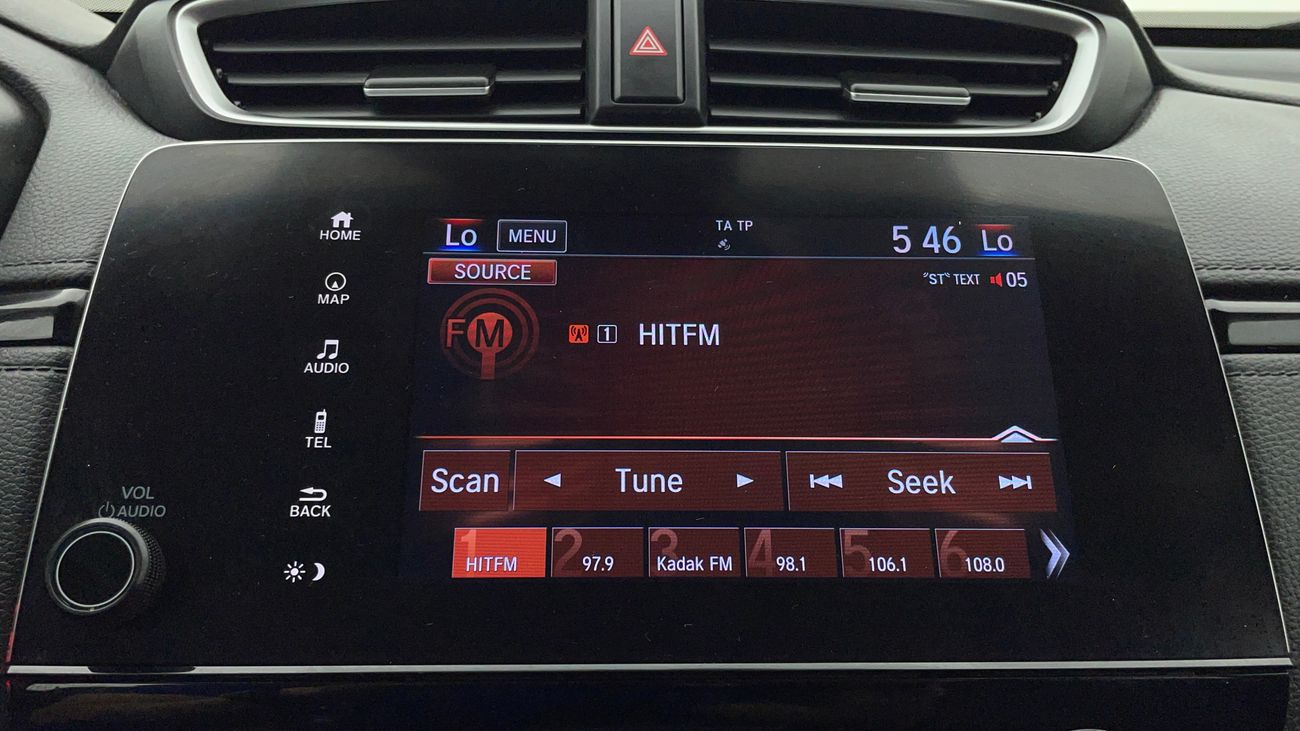 Lo MENU TA TP 5 46 Lo
SOURCE "ST" TEXT 05
FM 1 HITFM
Scan Tune Seek
1 HITFM 2 97.9 3 Kadak FM 4 98.1 5 106.1 6 108.0
HOME
MAP
AUDIO
TEL
BACK
VOL
AUDIO